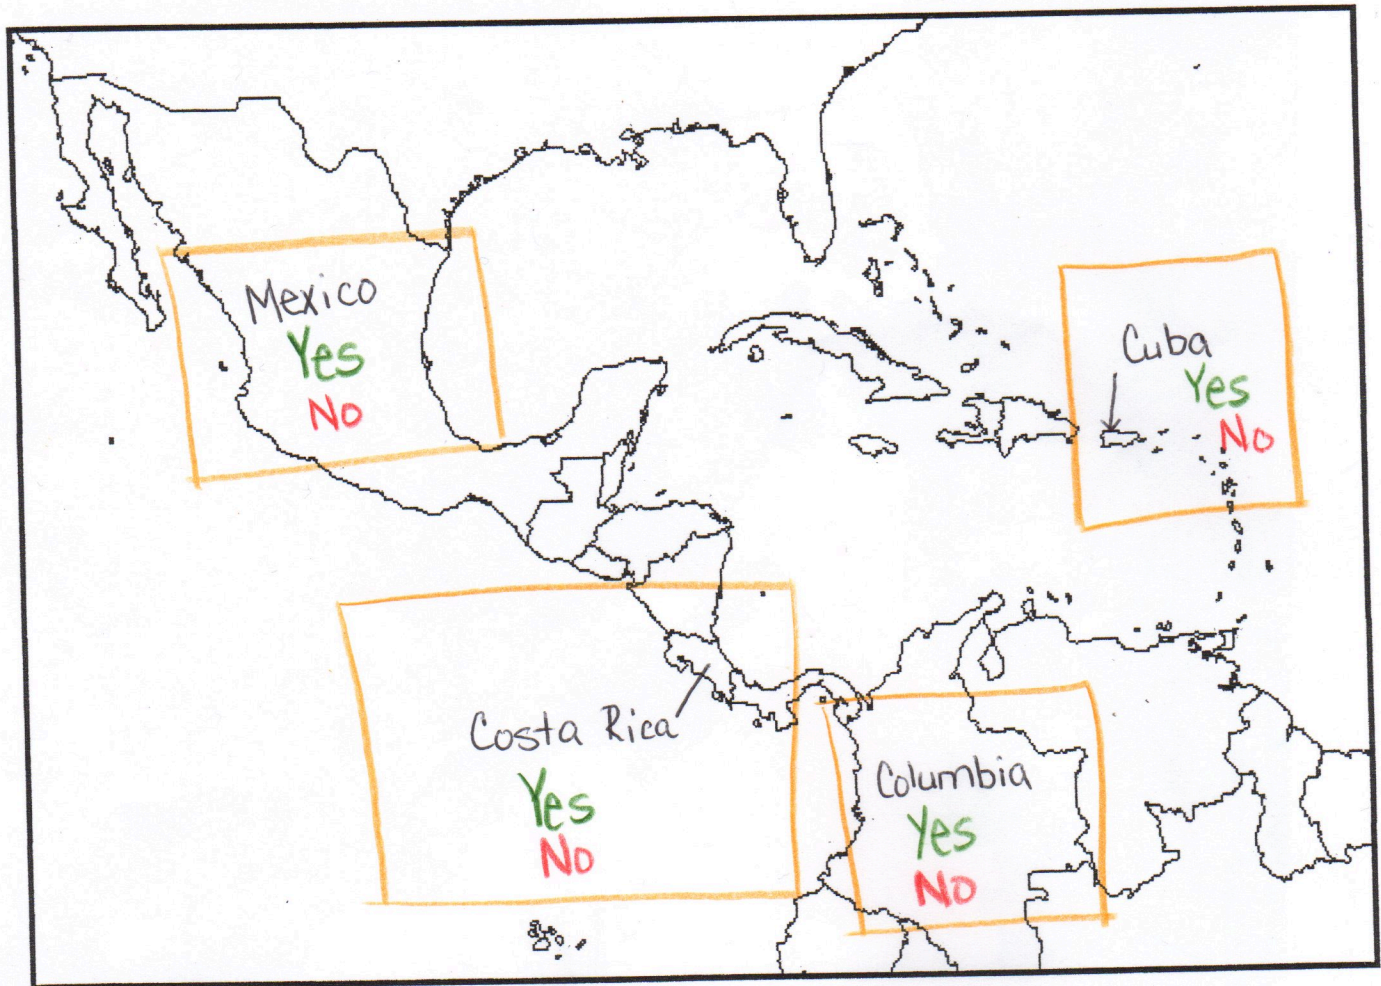 Mexico
Yes
No
Cuba
Yes
No
Costa Rica
Yes
No
Columbia
Yes
No